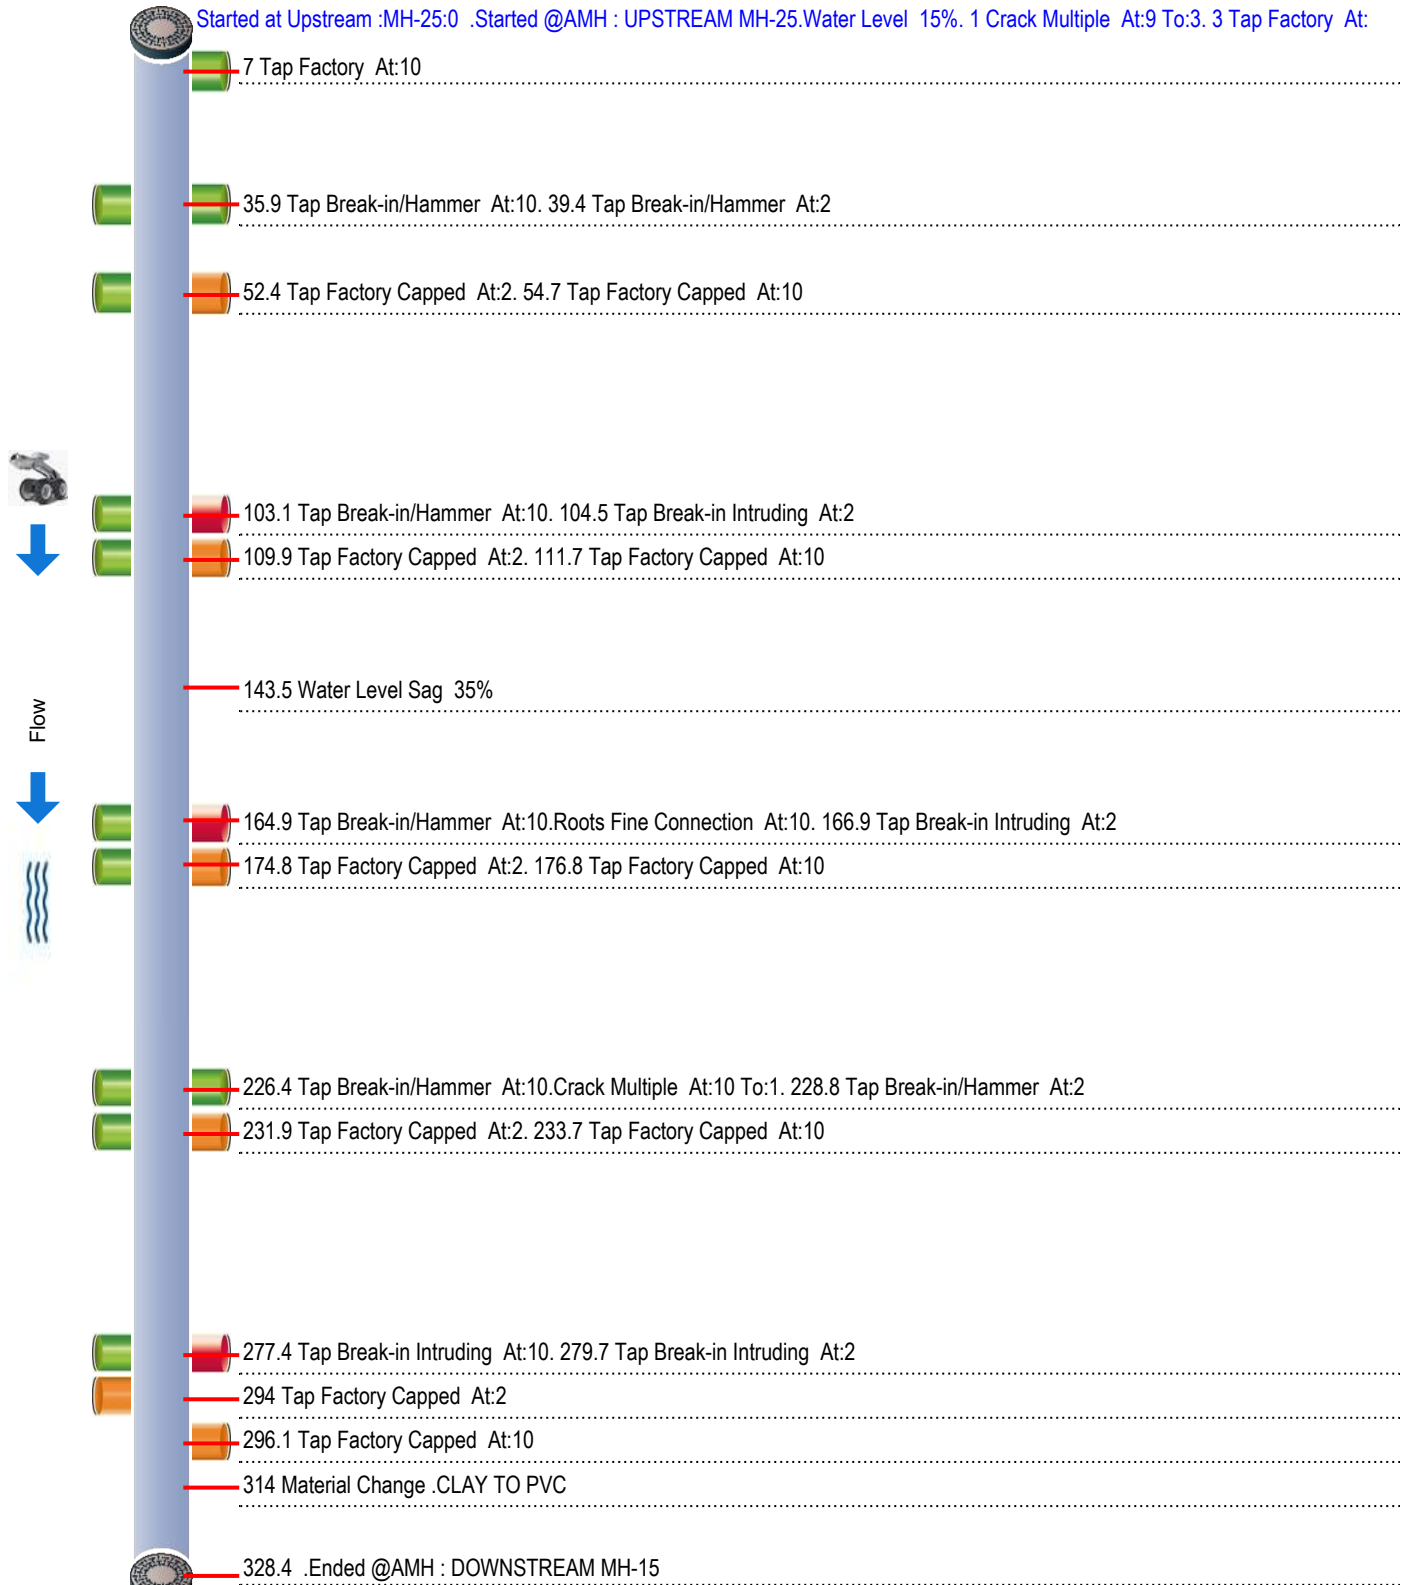 Started at Upstream :MH-25:0 .Started @AMH : UPSTREAM MH-25.Water Level 15%. 1 Crack Multiple At:9 To:3. 3 Tap Factory At:
7 Tap Factory At:10
35.9 Tap Break-in/Hammer At:10. 39.4 Tap Break-in/Hammer At:2
52.4 Tap Factory Capped At:2. 54.7 Tap Factory Capped At:10
103.1 Tap Break-in/Hammer At:10. 104.5 Tap Break-in Intruding At:2
109.9 Tap Factory Capped At:2. 111.7 Tap Factory Capped At:10
143.5 Water Level Sag 35%
Flow
164.9 Tap Break-in/Hammer At:10.Roots Fine Connection At:10. 166.9 Tap Break-in Intruding At:2
174.8 Tap Factory Capped At:2. 176.8 Tap Factory Capped At:10
226.4 Tap Break-in/Hammer At:10.Crack Multiple At:10 To:1. 228.8 Tap Break-in/Hammer At:2
231.9 Tap Factory Capped At:2. 233.7 Tap Factory Capped At:10
277.4 Tap Break-in Intruding At:10. 279.7 Tap Break-in Intruding At:2
294 Tap Factory Capped At:2
296.1 Tap Factory Capped At:10
314 Material Change .CLAY TO PVC
328.4 .Ended @AMH : DOWNSTREAM MH-15